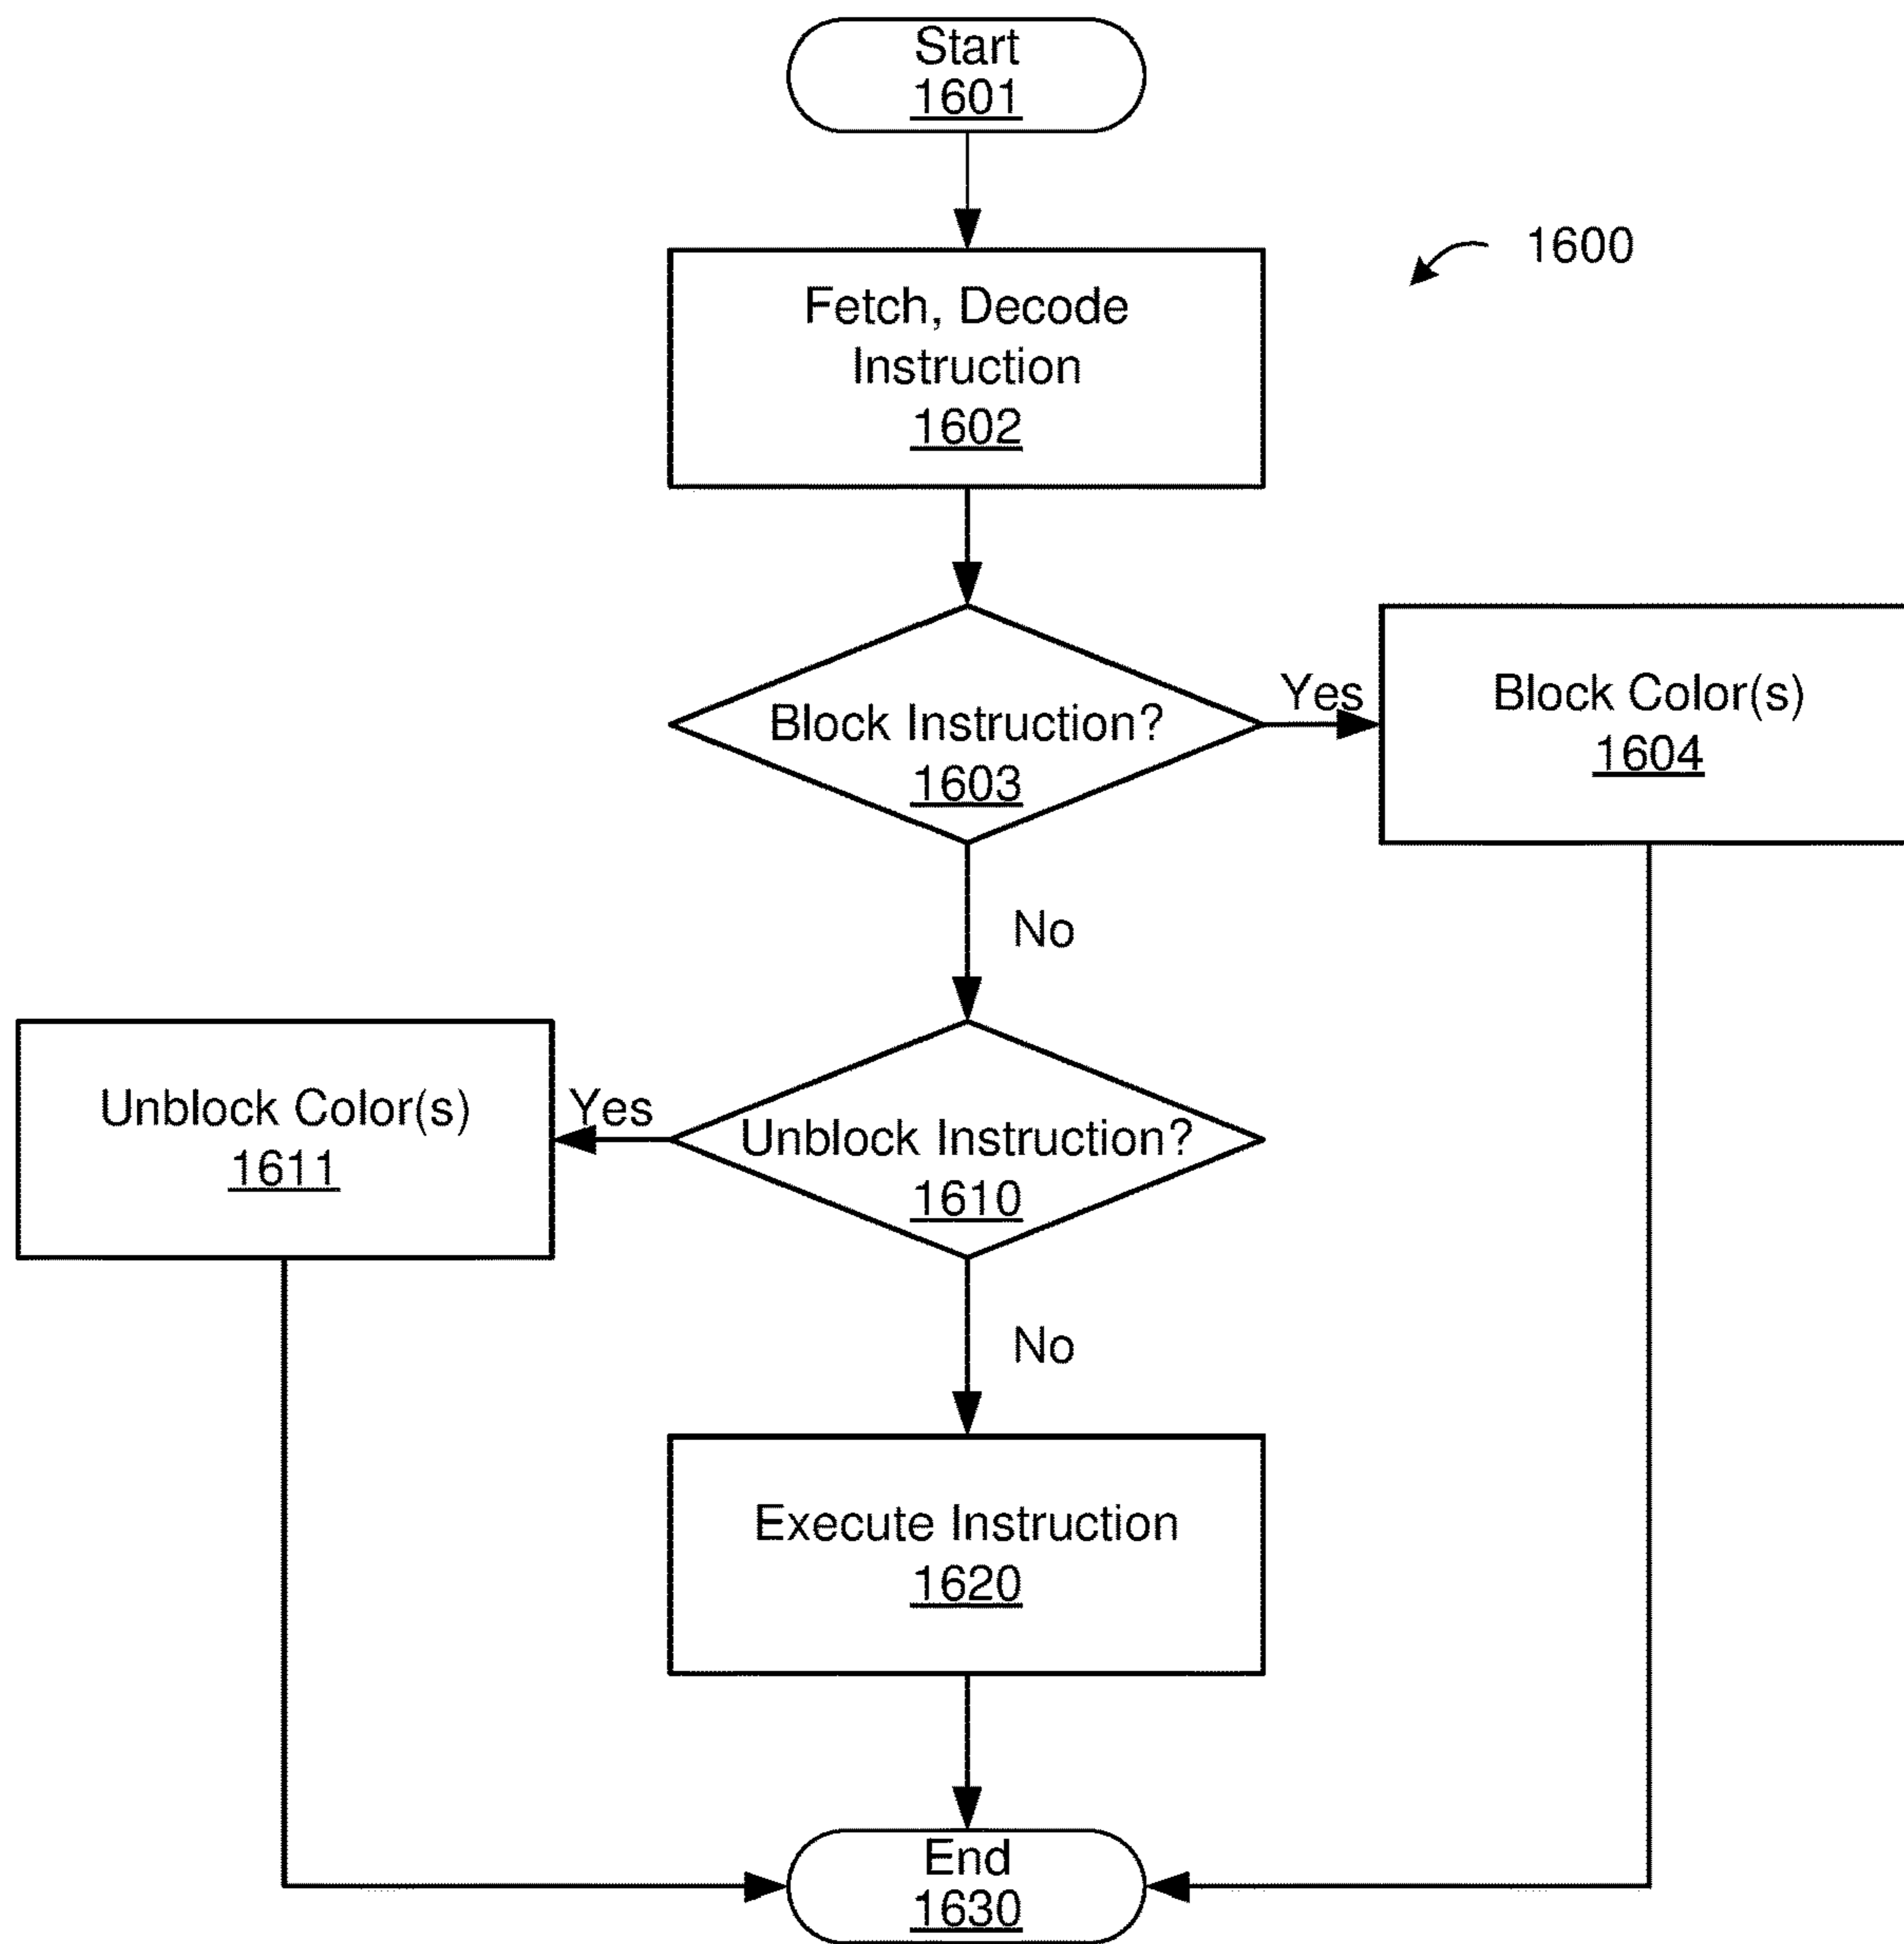 Start
1601
1600
Fetch, Decode
Instruction
1602
Block Instruction?
1603
Yes
Block Color(s)
1604
No
Unblock Color(s)
1611
Yes
Unblock Instruction?
1610
No
Execute Instruction
1620
End
1630